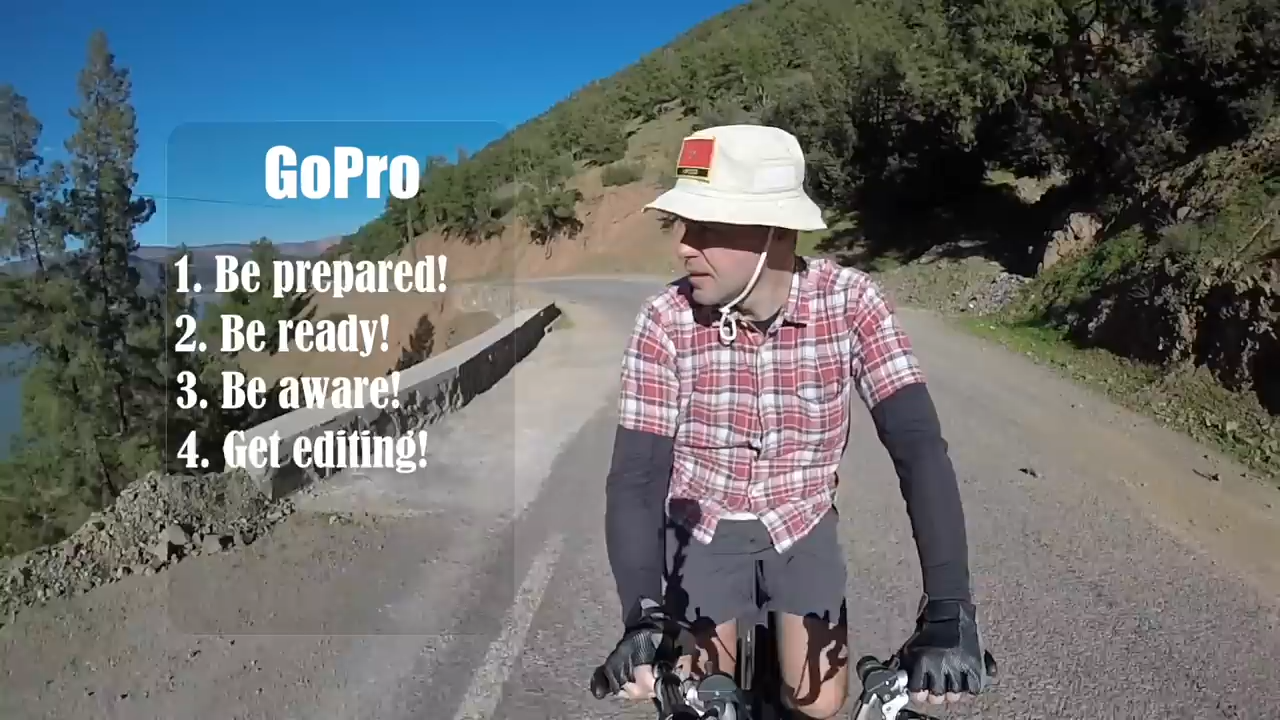 GoPro
1. Be prepared!
2. Be ready!
3. Be aware!
4. Get editing!